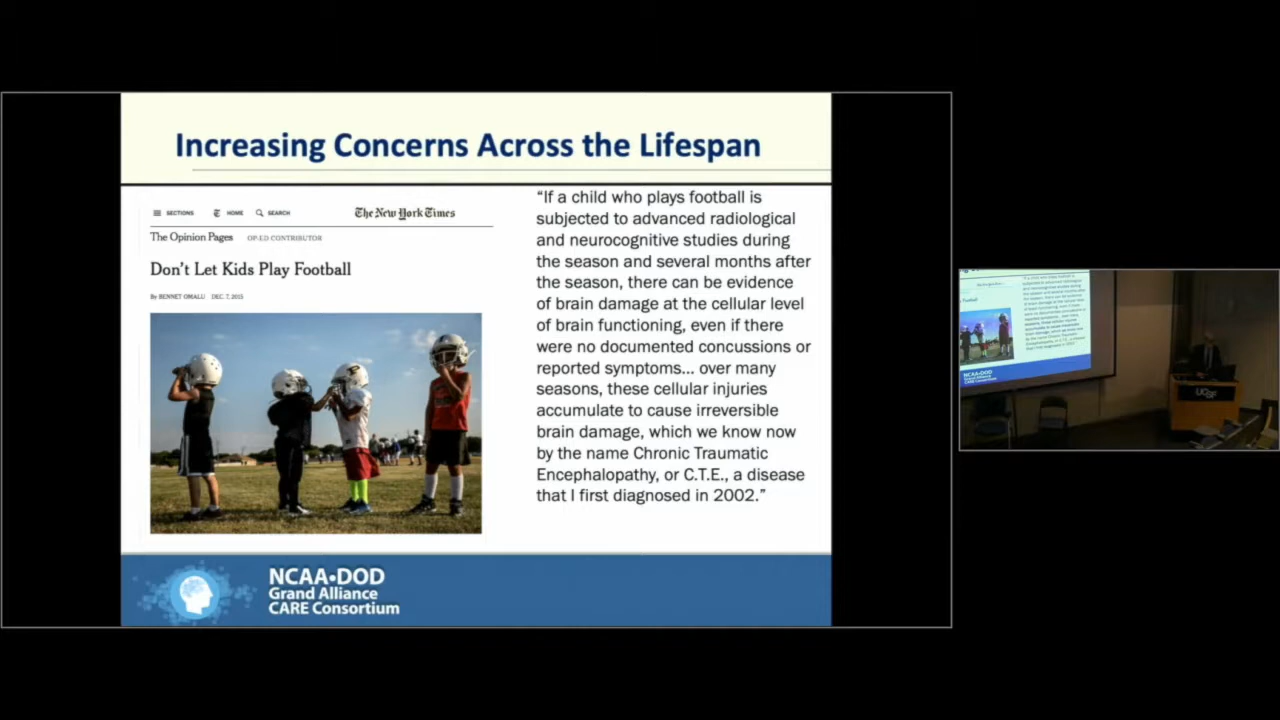 Increasing Concerns Across the Lifespan
SECTIONS HOME SEARCH The New York Times
The Opinion Pages OP-ED CONTRIBUTOR
Don't Let Kids Play Football
By BENNET OMALU DEC. 7, 2015
“If a child who plays football is
subjected to advanced radiological
and neurocognitive studies during
the season and several months after
the season, there can be evidence
of brain damage at the cellular level
of brain functioning, even if there
were no documented concussions or
reported symptoms... over many
seasons, these cellular injuries
accumulate to cause irreversible
brain damage, which we know now
by the name Chronic Traumatic
Encephalopathy, or C.T.E., a disease
that I first diagnosed in 2002.”
NCAA•DOD
Grand Alliance
CARE Consortium
UCSF